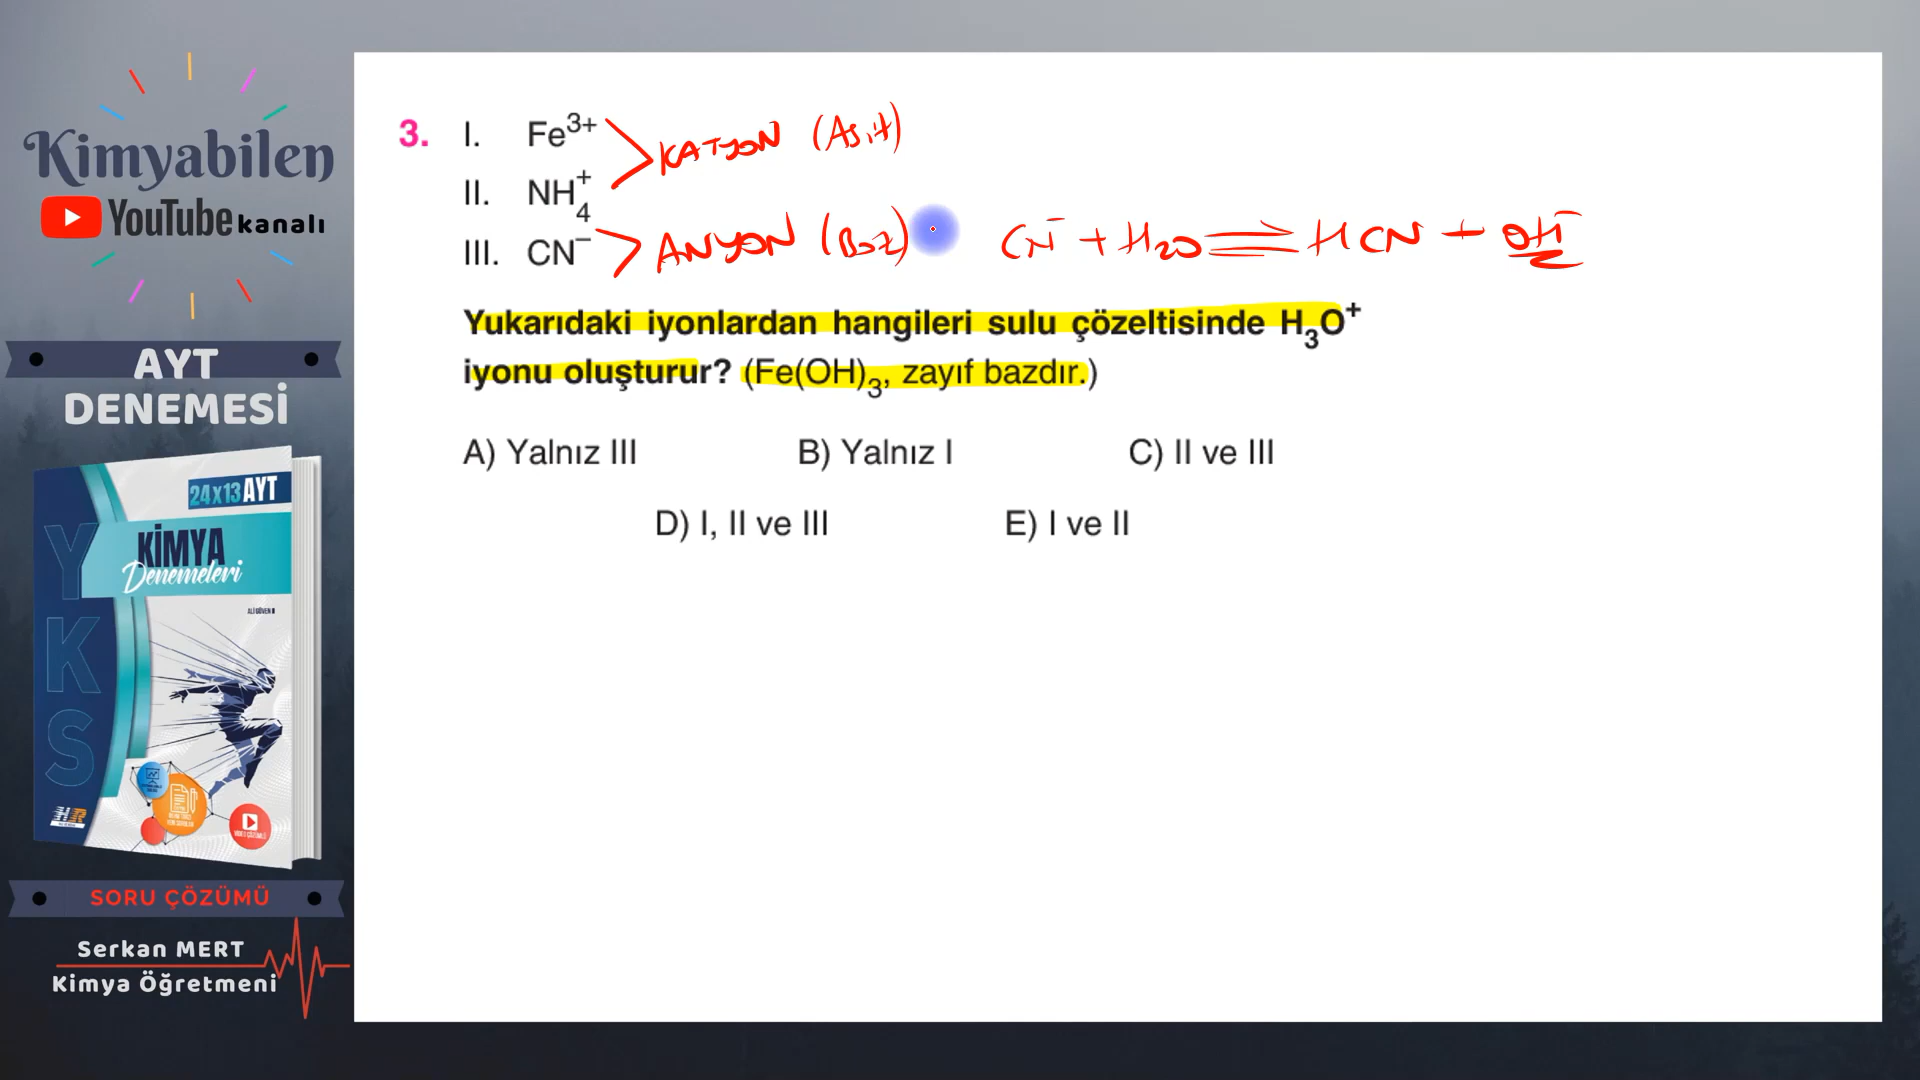 Kimyabilen
YouTube kanalı
AYT
DENEMESİ
24x13 AYT
KİMYA
Denemeleri
ALİ GÜVEN
YKS
SORU ÇÖZÜMÜ
Serkan MERT
Kimya Öğretmeni
3. I. Fe³⁺ KATYON (Asit)
II. NH₄⁺
III. CN⁻ ANYON (Baz) CN⁻ + H₂O ⇌ HCN + OH⁻
Yukarıdaki iyonlardan hangileri sulu çözeltisinde H₃O⁺
iyonu oluşturur? (Fe(OH)₃, zayıf bazdır.)
A) Yalnız III B) Yalnız I C) II ve III
D) I, II ve III E) I ve II